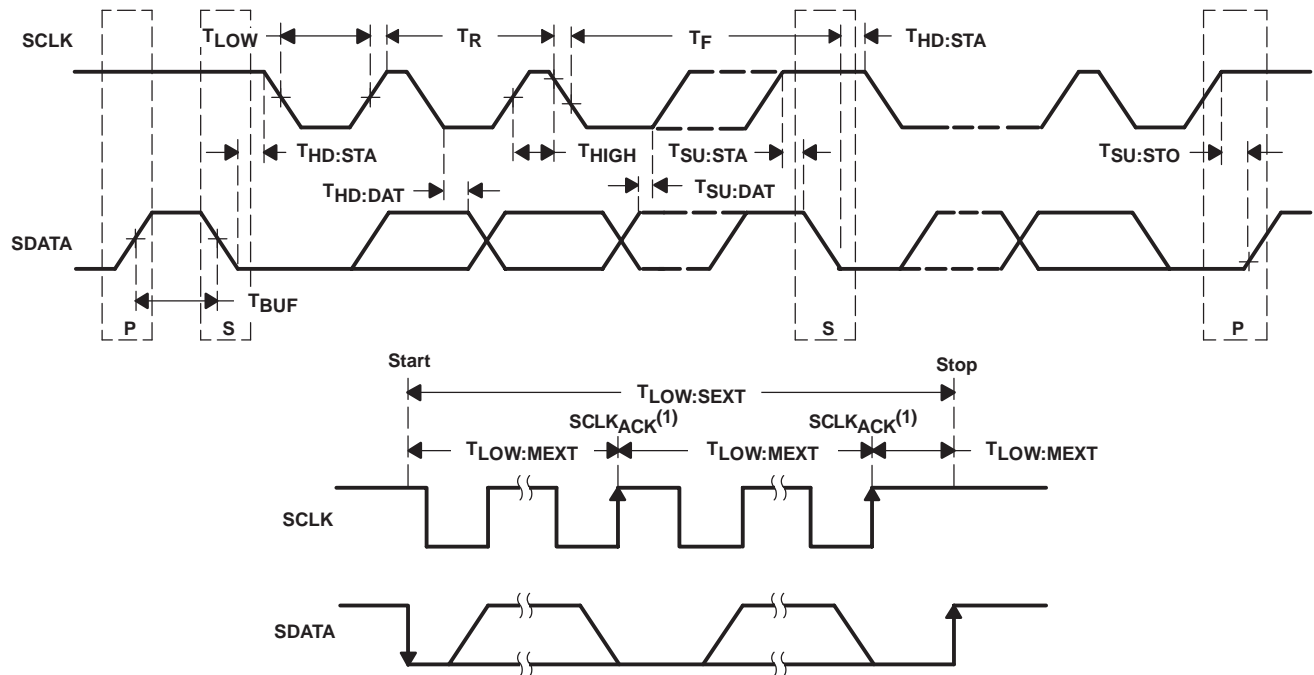 SCLK
TLOW
TR
TF
THD:STA
THD:STA
THIGH
TSU:STA
TSU:STO
THD:DAT
TSU:DAT
SDATA
TBUF
P
S
S
P
Start
Stop
TLOW:SEXT
SCLKACK(1)
SCLKACK(1)
TLOW:MEXT
TLOW:MEXT
TLOW:MEXT
SCLK
SDATA